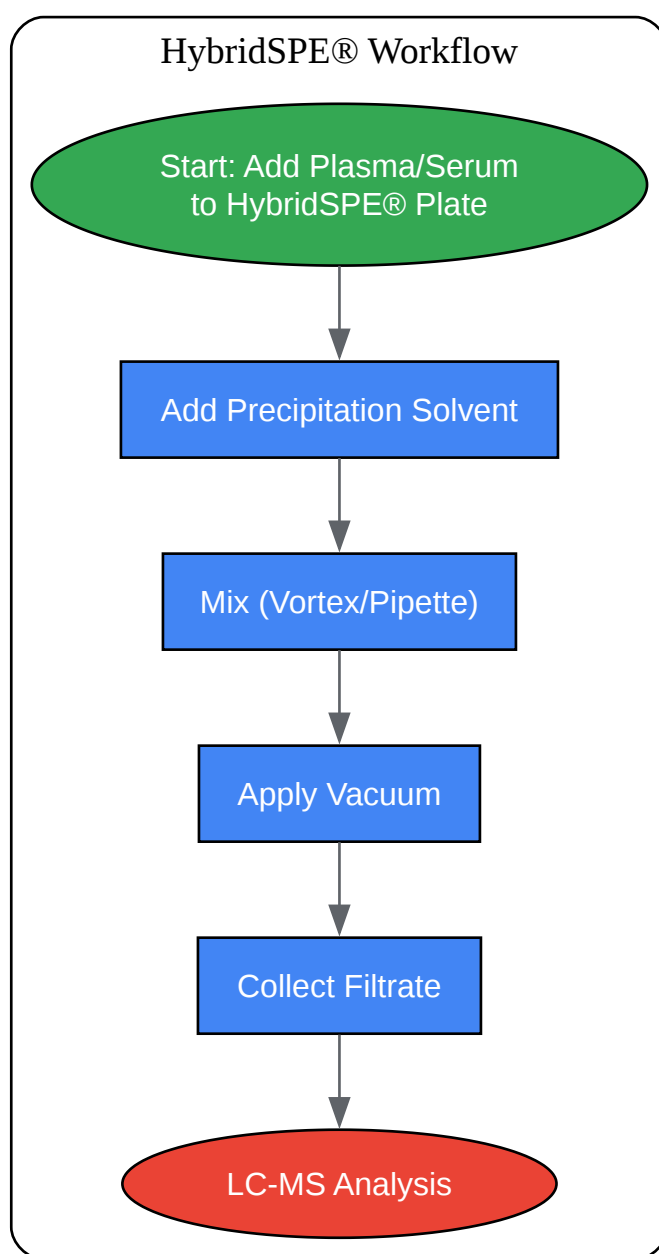 HybridSPE® Workflow
Start: Add Plasma/Serum
to HybridSPE® Plate
Add Precipitation Solvent
Mix (Vortex/Pipette)
Apply Vacuum
Collect Filtrate
LC-MS Analysis